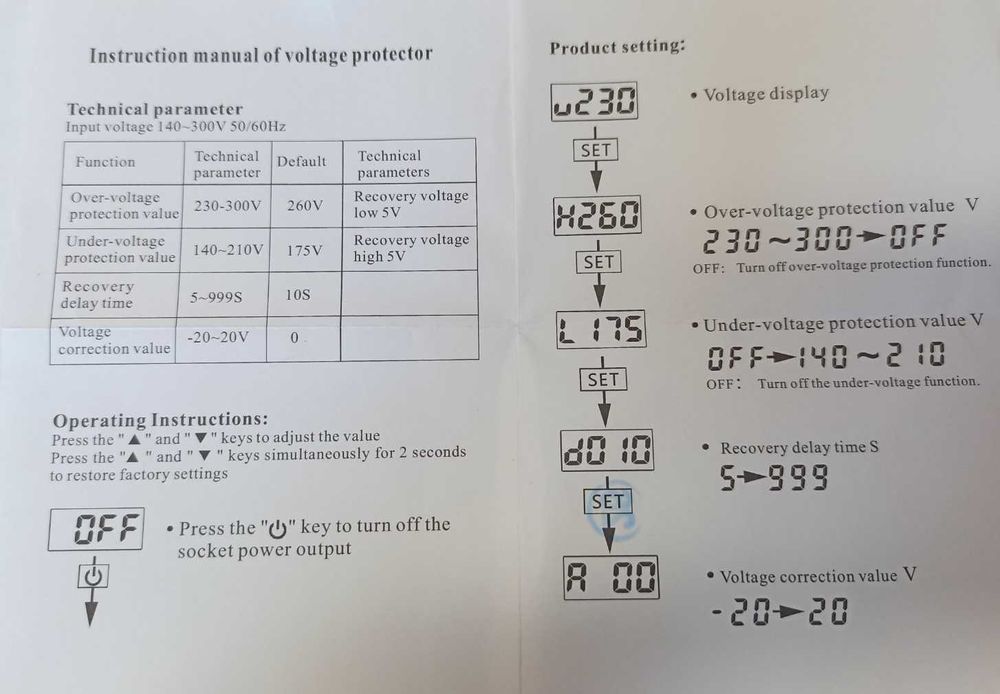 Instruction manual of voltage protector
Technical parameter
Input voltage 140~300V 50/60Hz
Function Technical parameter Default Technical parameters
Over-voltage protection value 230-300V 260V Recovery voltage low 5V
Under-voltage protection value 140~210V 175V Recovery voltage high 5V
Recovery delay time 5~999S 10S
Voltage correction value -20~20V 0
Operating Instructions:
Press the "▲" and "▼" keys to adjust the value
Press the "▲" and "▼" keys simultaneously for 2 seconds
to restore factory settings
OFF
• Press the "⏻" key to turn off the
socket power output
Product setting:
u230
• Voltage display
SET
H260
• Over-voltage protection value V
230~300→OFF
OFF: Turn off over-voltage protection function.
SET
L175
• Under-voltage protection value V
OFF→140~210
OFF: Turn off the under-voltage function.
SET
d010
• Recovery delay time S
5→999
SET
A 00
• Voltage correction value V
-20→20